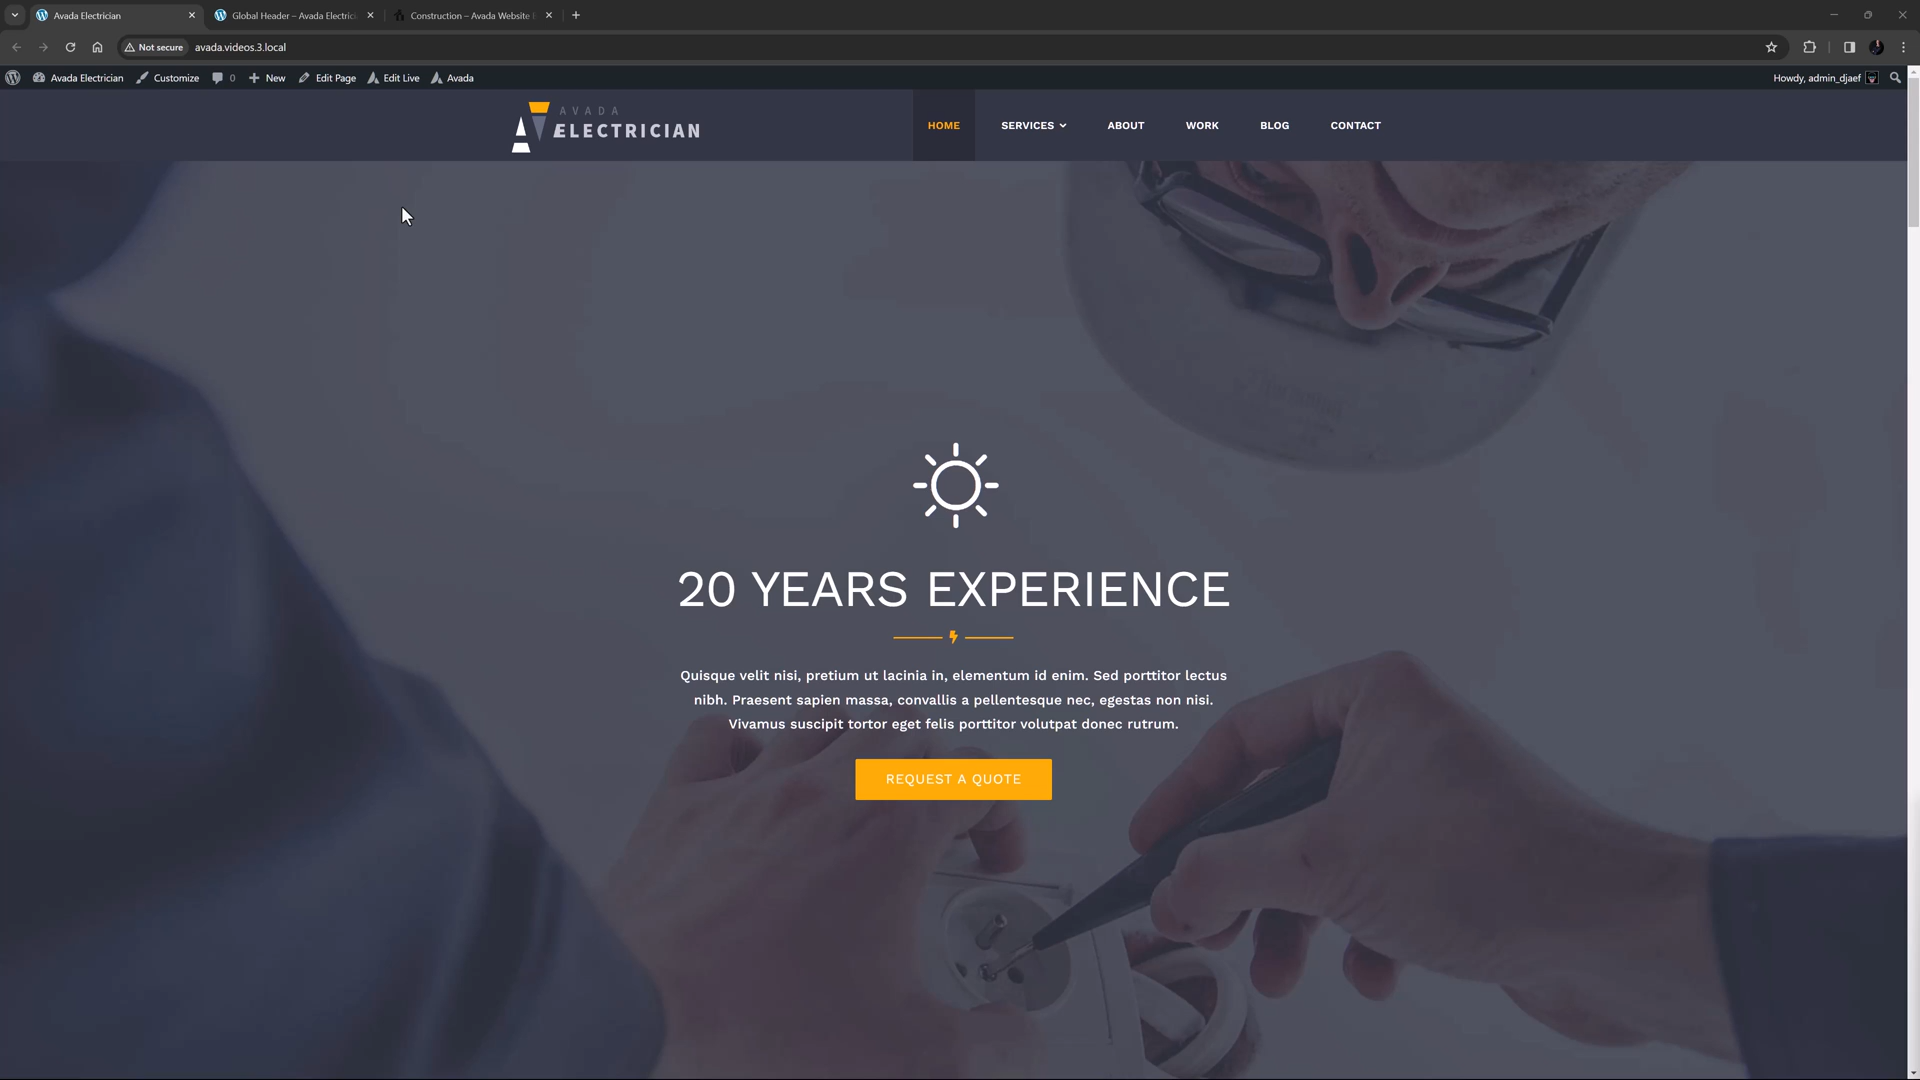 Avada Electrician
Global Header – Avada Electric
Construction – Avada Website
Not secure
avada.videos.3.local
Avada Electrician
Customize
0
New
Edit Page
Edit Live
Avada
Howdy, admin_djaef
AVADA
ELECTRICIAN
HOME
SERVICES
ABOUT
WORK
BLOG
CONTACT
20 YEARS EXPERIENCE
Quisque velit nisi, pretium ut lacinia in, elementum id enim. Sed porttitor lectus
nibh. Praesent sapien massa, convallis a pellentesque nec, egestas non nisi.
Vivamus suscipit tortor eget felis porttitor volutpat donec rutrum.
REQUEST A QUOTE